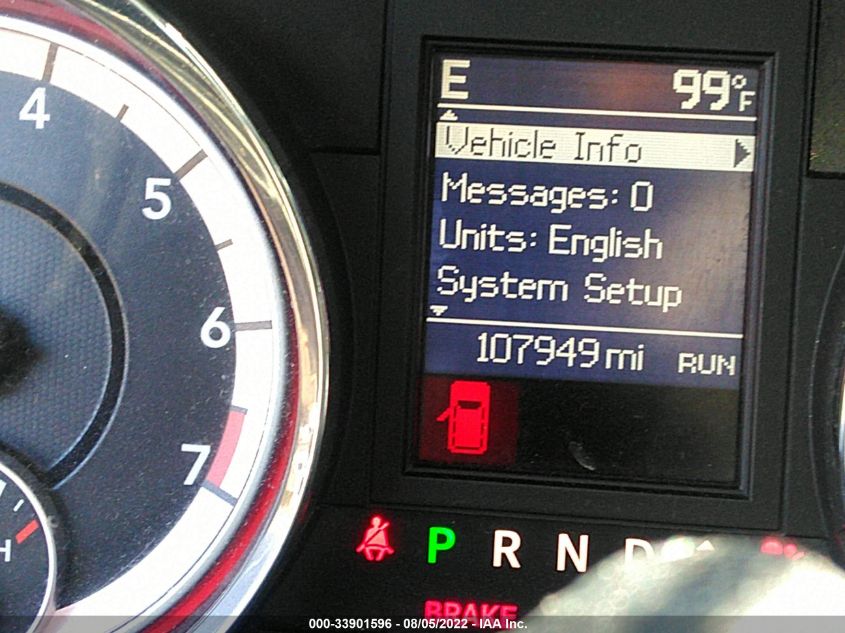 E 99°F
Vehicle Info
Messages: 0
Units: English
System Setup
107949 mi RUN
4
5
6
7
H
P R N D
BRAKE
000-33901596 - 08/05/2022 - IAA Inc.